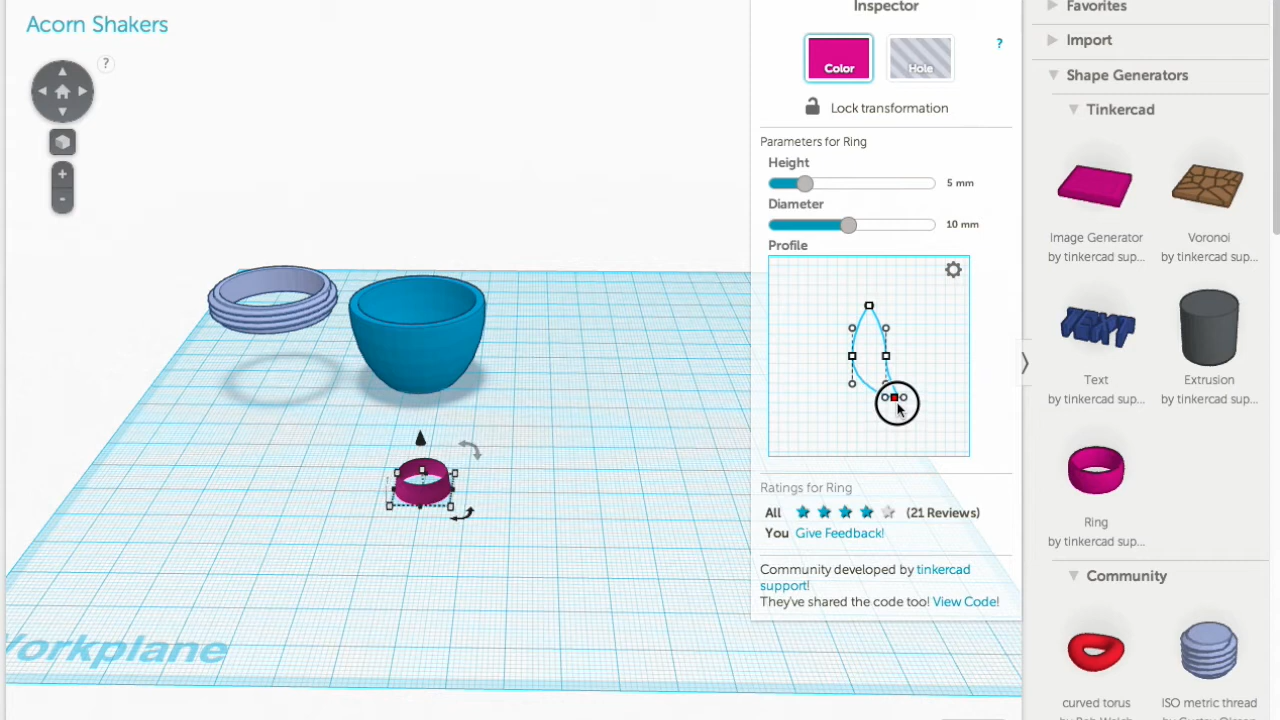 Acorn Shakers
?
+
-
Inspector
Color
Hole
?
Lock transformation
Parameters for Ring
Height
5 mm
Diameter
10 mm
Profile
Ratings for Ring
All
(21 Reviews)
You Give Feedback!
Community developed by tinkercad
support!
They've shared the code too! View Code!
Favorites
Import
Shape Generators
Tinkercad
Image Generator
by tinkercad sup...
Voronoi
by tinkercad sup...
TEXT
Text
by tinkercad sup...
Extrusion
by tinkercad sup...
Ring
by tinkercad sup...
Community
curved torus
ISO metric thread
Workplane